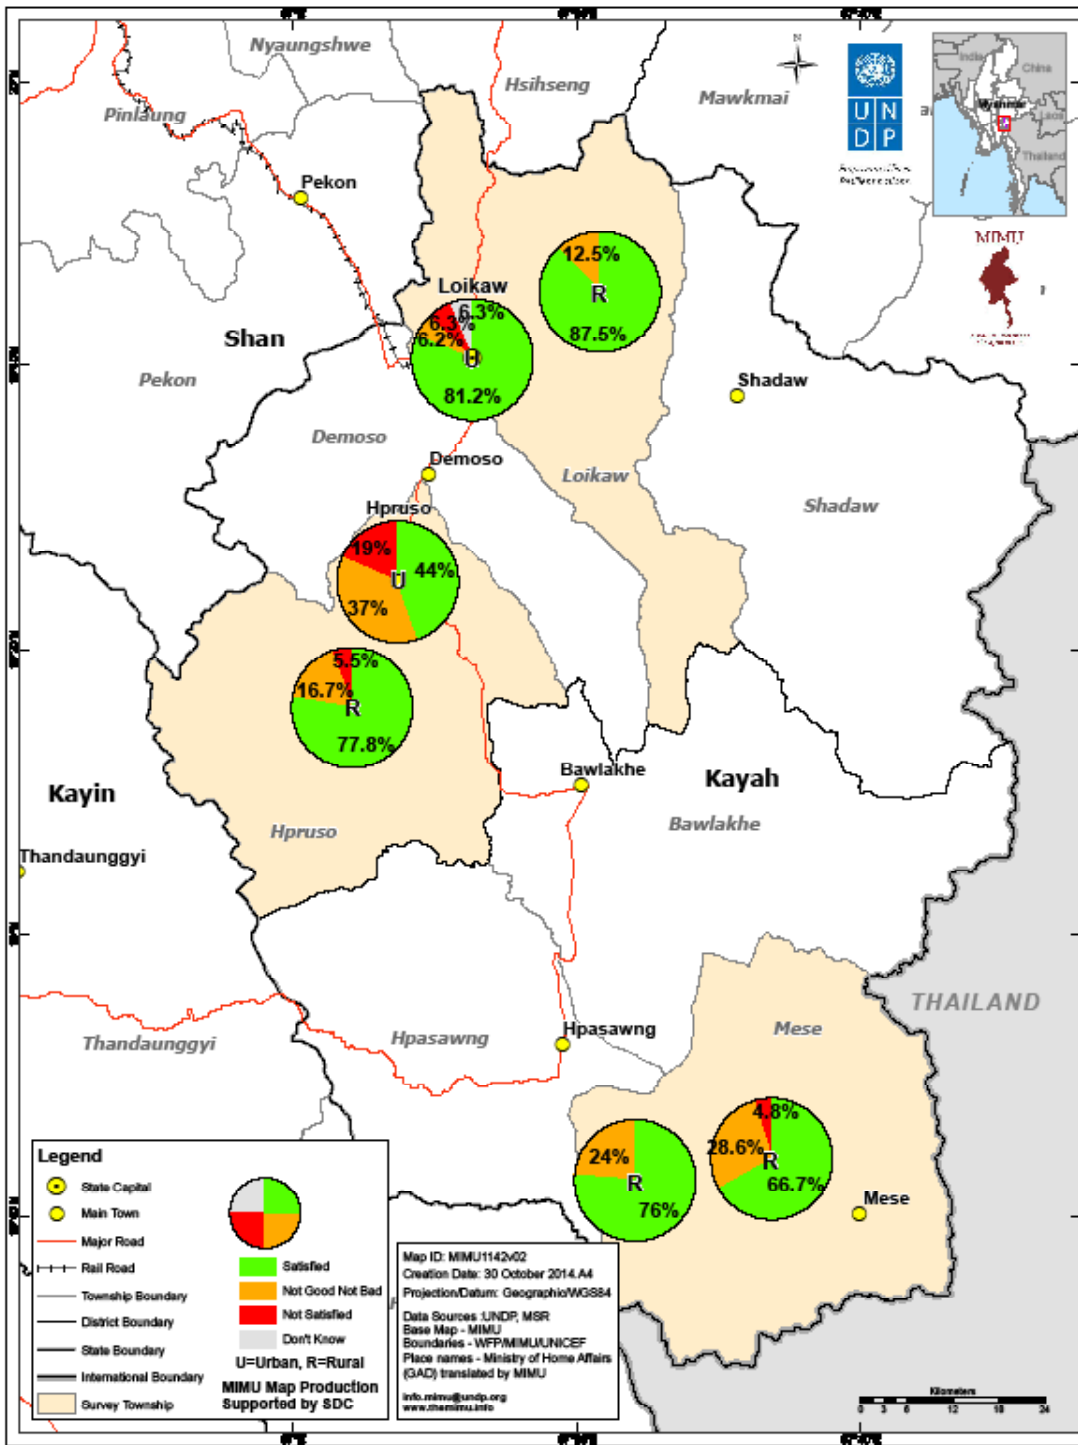 Nyaungshwe
Hsihseng
Mawkmai
Pinlaung
UN
DP
India
China
Myanmar
Laos
Thailand
Pekon
MIMU
Loikaw
12.5%
R
87.5%
6.3%
6.3%
6.2%
U
81.2%
Shan
Pekon
Shadaw
Demoso
Demoso
Loikaw
Shadaw
Hpruso
19%
44%
U
37%
5.5%
16.7%
R
77.8%
Bawlakhe
Kayah
Kayin
Bawlakhe
Hpruso
Thandaunggyi
THAILAND
Hpasawng
Mese
Thandaunggyi
Hpasawng
4.8%
28.6%
R
66.7%
24%
R
76%
Mese
Legend
State Capital
Main Town
Major Road
Rail Road
Township Boundary
District Boundary
State Boundary
International Boundary
Survey Township
Satisfied
Not Good Not Bad
Not Satisfied
Don't Know
U=Urban, R=Rural
MIMU Map Production
Supported by SDC
Map ID: MIMU1142v02
Creation Date: 30 October 2014.A4
Projection/Datum: Geographic/WGS84
Data Sources :UNDP, MSR
Base Map - MIMU
Boundaries - WFP/MIMU/UNICEF
Place names - Ministry of Home Affairs
(GAD) translated by MIMU
info.mimu@undp.org
www.themimu.info
Kilometers
0 3 6 12 18 24